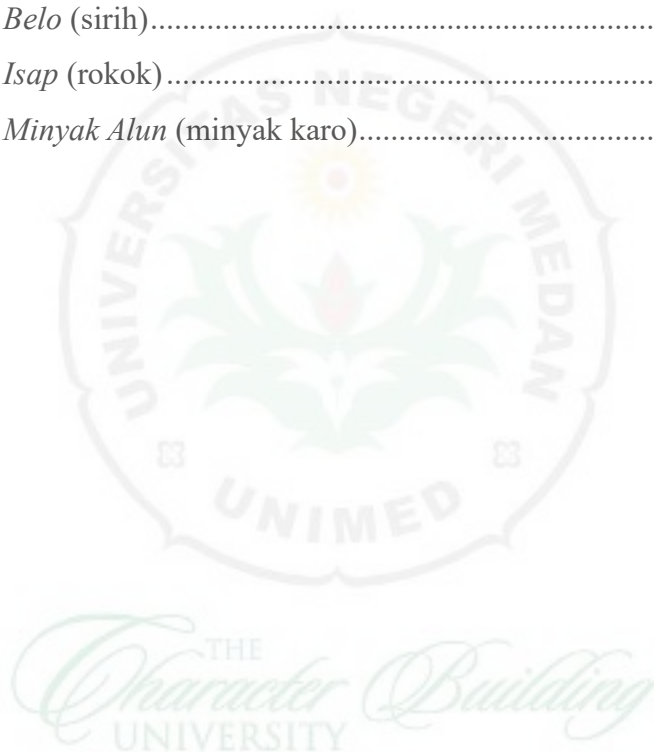 Belo (sirih)......................................................................
Isap (rokok)....................................................................
Minyak Alun (minyak karo)........................................
UNIVERSITAS NEGERI MEDAN
UNIMED
THE
Character Building
UNIVERSITY